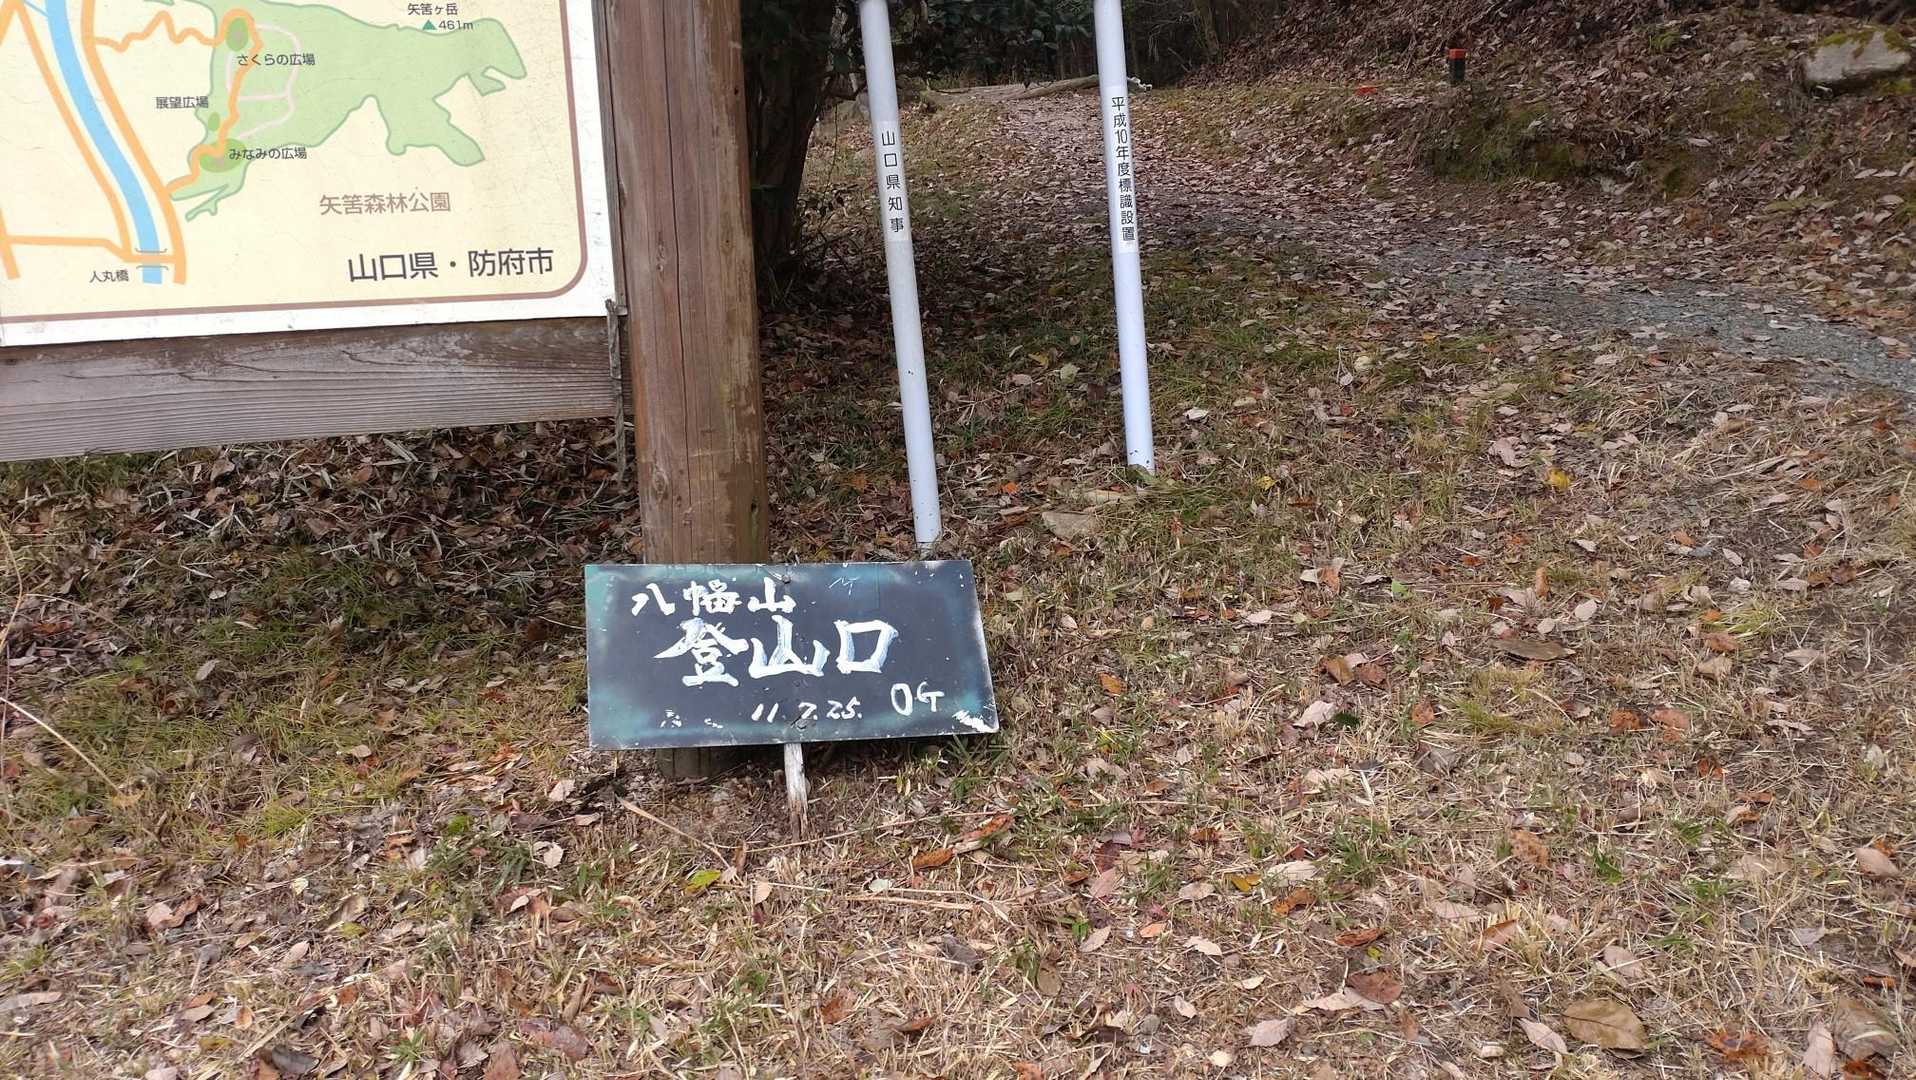 矢筈ヶ岳
461m
さくらの広場
展望広場
みなみの広場
矢筈森林公園
人丸橋
山口県・防府市
山口県知事
平成10年度標識設置
八幡山
登山口
11.7.25. OG